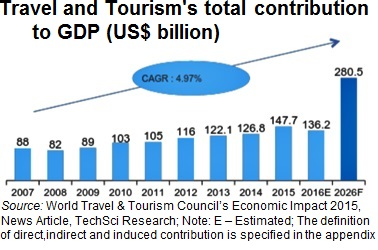 Travel and Tourism's total contribution
to GDP (US$ billion)
CAGR : 4.97%
88 82 89 103 105 116 122.1 126.8 147.7 136.2 280.5
2007 2008 2009 2010 2011 2012 2013 2014 2015 2016E 2026F
Source: World Travel & Tourism Council's Economic Impact 2015,
News Article, TechSci Research; Note: E – Estimated; The definition
of direct,indirect and induced contribution is specified in the appendix